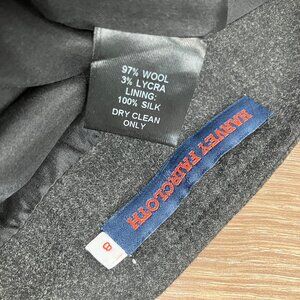 97% WOOL
3% LYCRA
LINING:
100% SILK
DRY CLEAN
ONLY
HARVEY FAIRCLOTH
8